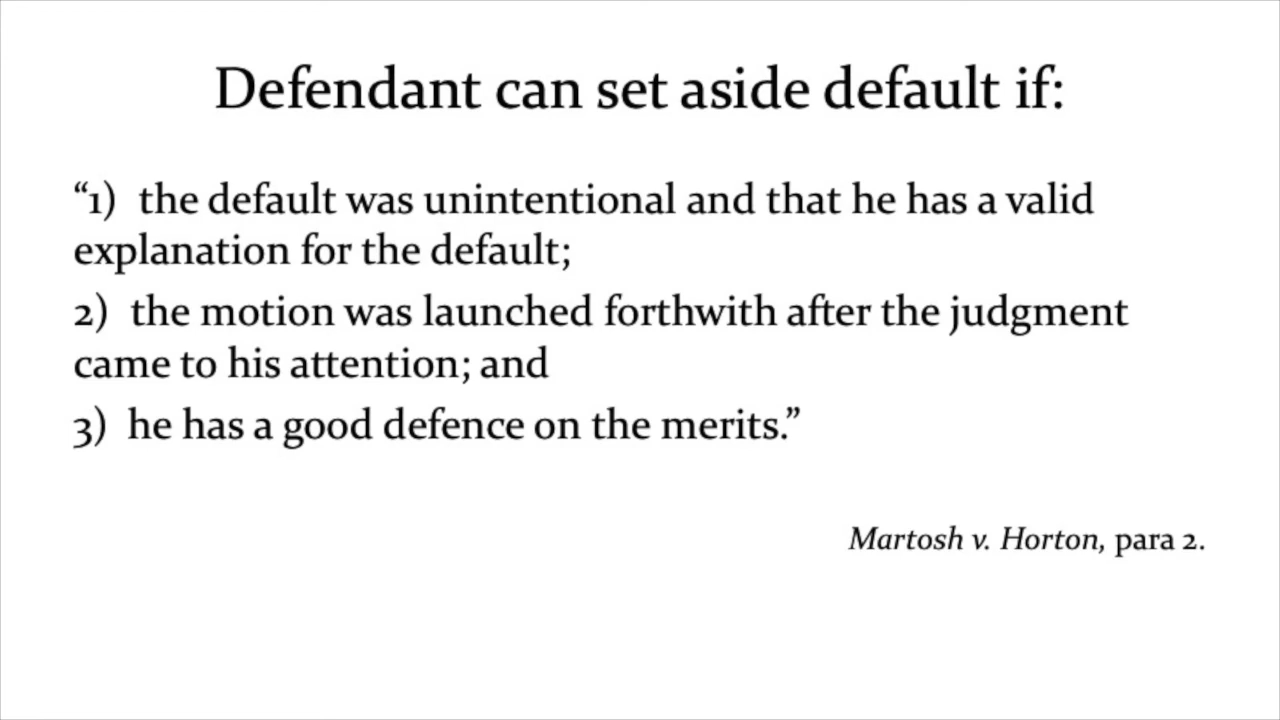 Defendant can set aside default if:
“1) the default was unintentional and that he has a valid
explanation for the default;
2) the motion was launched forthwith after the judgment
came to his attention; and
3) he has a good defence on the merits.”
Martosh v. Horton, para 2.